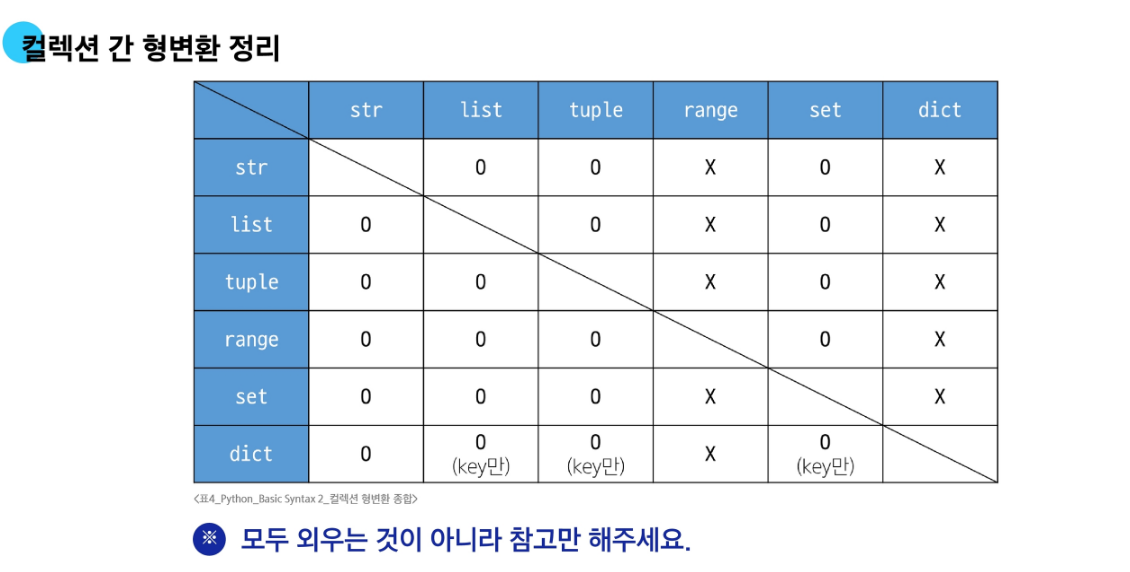 컬렉션 간 형변환 정리
str list tuple range set dict
str O O X O X
list O O X O X
tuple O O X O X
range O O O O X
set O O O X X
dict O O (key만) O (key만) X O (key만)
<표4_Python_Basic Syntax 2_컬렉션 형변환 종합>
※ 모두 외우는 것이 아니라 참고만 해주세요.